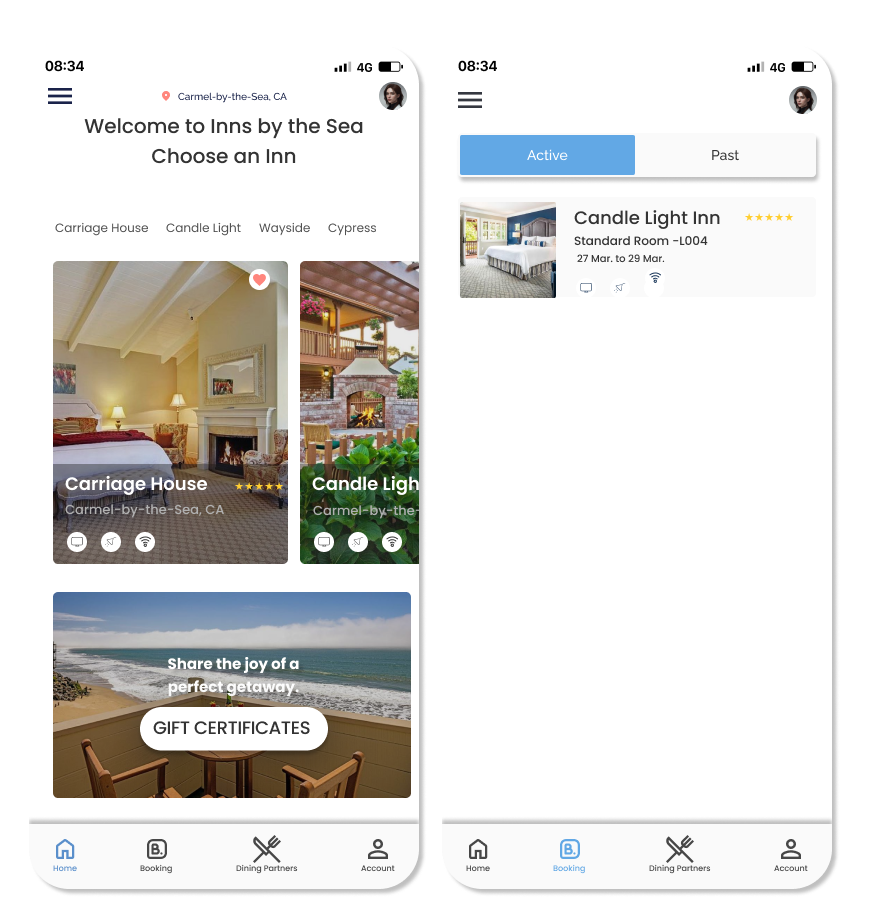 08:34
4G
Carmel-by-the-Sea, CA
Welcome to Inns by the Sea
Choose an Inn
Carriage House Candle Light Wayside Cypress
Carriage House
Carmel-by-the-Sea, CA
Candle Ligh
Carmel-by-the-
Share the joy of a
perfect getaway.
GIFT CERTIFICATES
Home Booking Dining Partners Account
08:34
4G
Active Past
Candle Light Inn
Standard Room -L004
27 Mar. to 29 Mar.
B.
Home Booking Dining Partners Account